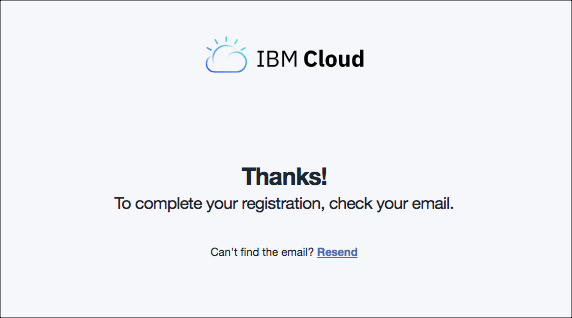 IBM Cloud
Thanks!
To complete your registration, check your email.
Can't find the email? Resend